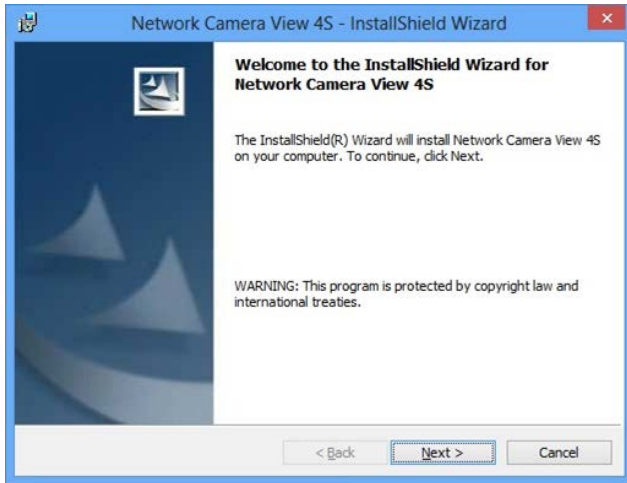 Network Camera View 4S - InstallShield Wizard
Welcome to the InstallShield Wizard for
Network Camera View 4S
The InstallShield(R) Wizard will install Network Camera View 4S
on your computer. To continue, click Next.
WARNING: This program is protected by copyright law and
international treaties.
< Back Next > Cancel